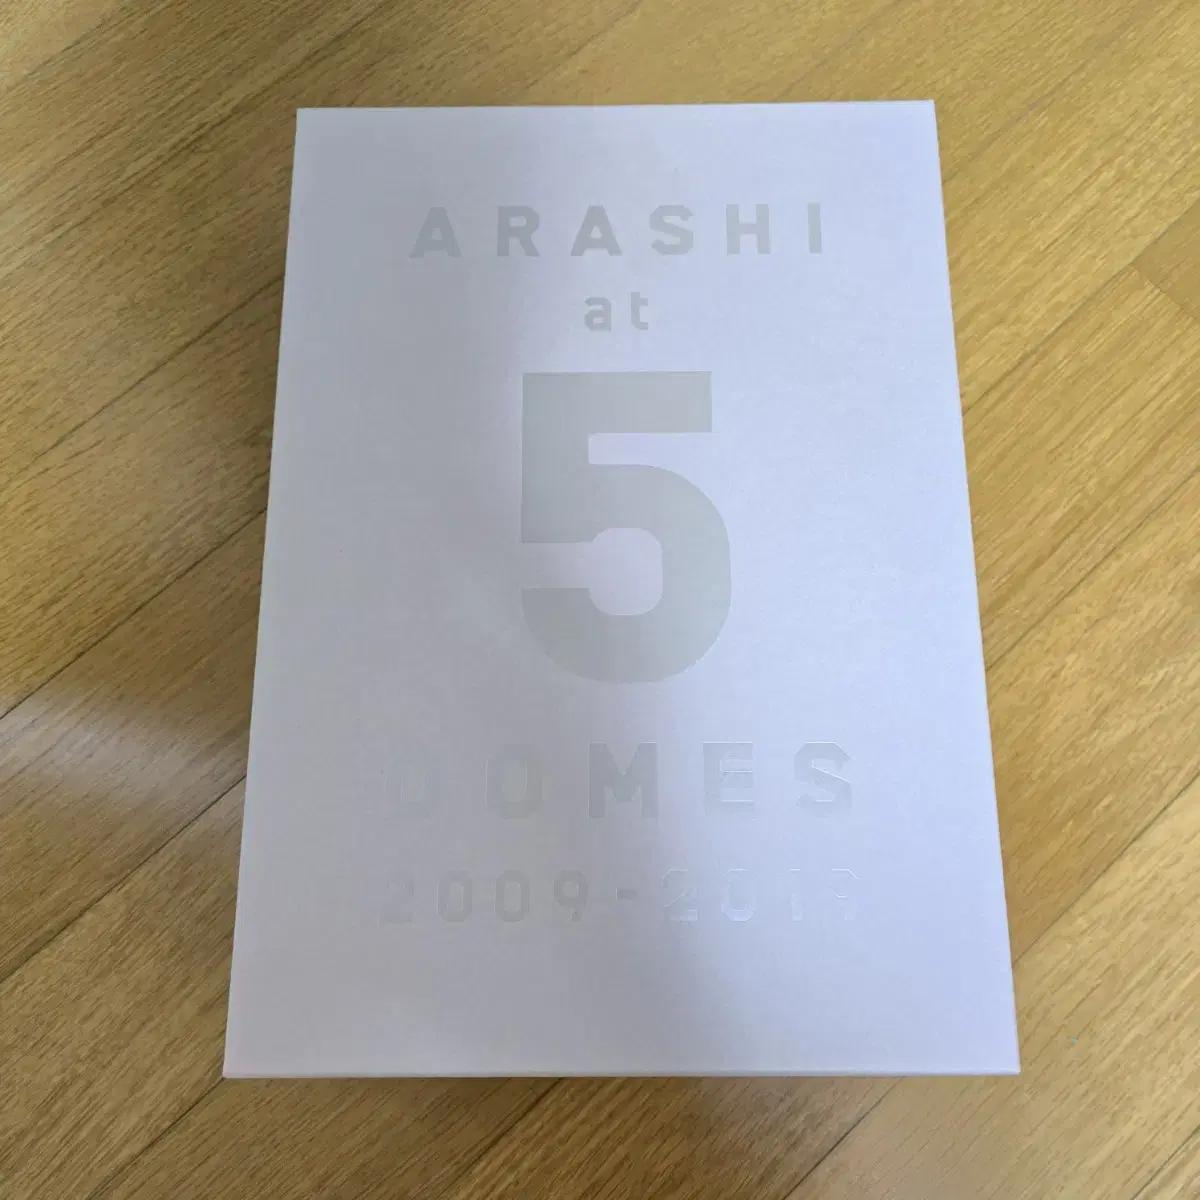 ARASHI
at
5
DOMES
2009-2019